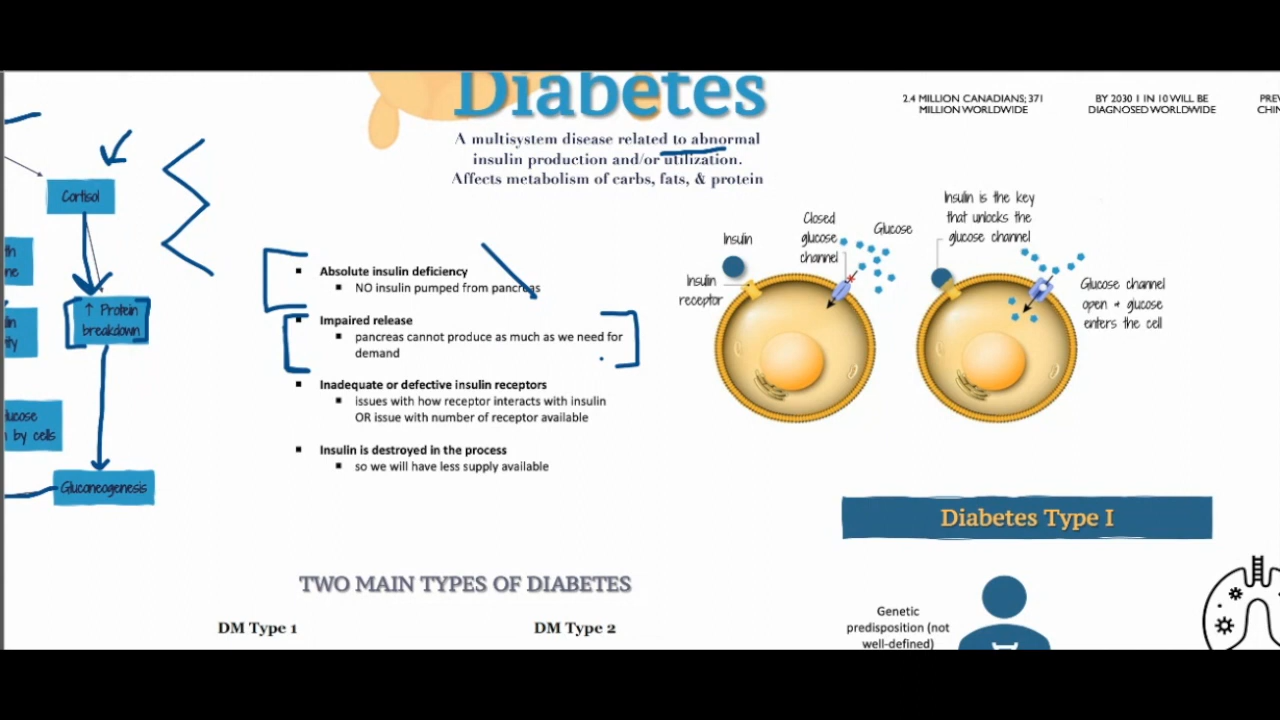 Diabetes
A multisystem disease related to abnormal
insulin production and/or utilization.
Affects metabolism of carbs, fats, & protein
2.4 MILLION CANADIANS; 371
MILLION WORLDWIDE
BY 2030 1 IN 10 WILL BE
DIAGNOSED WORLDWIDE
Cortisol
↑ Protein
breakdown
by cells
Gluconeogenesis
▪ Absolute insulin deficiency
▪ NO insulin pumped from pancreas
▪ Impaired release
▪ pancreas cannot produce as much as we need for
demand
▪ Inadequate or defective insulin receptors
▪ issues with how receptor interacts with insulin
OR issue with number of receptor available
▪ Insulin is destroyed in the process
▪ so we will have less supply available
Insulin
Insulin
receptor
Closed
glucose
channel
Glucose
Insulin is the key
that unlocks the
glucose channel
Glucose channel
open + glucose
enters the cell
TWO MAIN TYPES OF DIABETES
DM Type 1
DM Type 2
Diabetes Type I
Genetic
predisposition (not
well-defined)